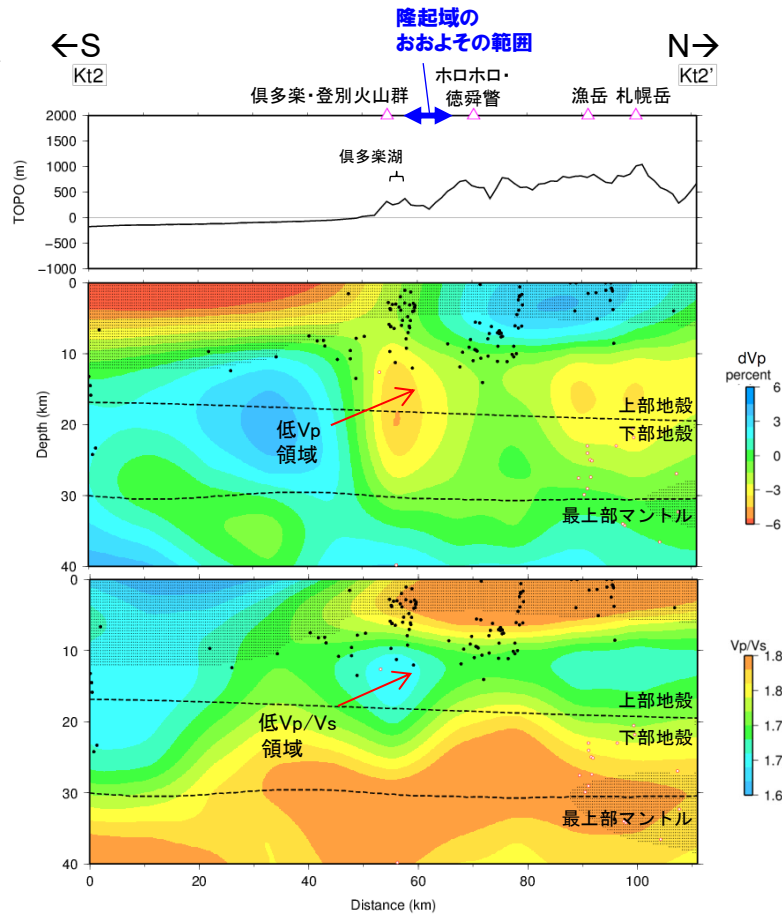 隆起域の
おおよその範囲
←S
N→
Kt2
Kt2'
倶多楽・登別火山群
ホロホロ・
徳舜瞥
漁岳
札幌岳
倶多楽湖
TOPO (m)
2000
1500
1000
500
0
−500
−1000
Depth (km)
0
10
20
30
40
低Vp
領域
上部地殻
下部地殻
最上部マントル
dVp
percent
6
3
0
−3
−6
0
10
20
30
40
低Vp/Vs
領域
上部地殻
下部地殻
最上部マントル
Vp/Vs
1.8
1.8
1.7
1.7
1.6
0
20
40
60
80
100
Distance (km)